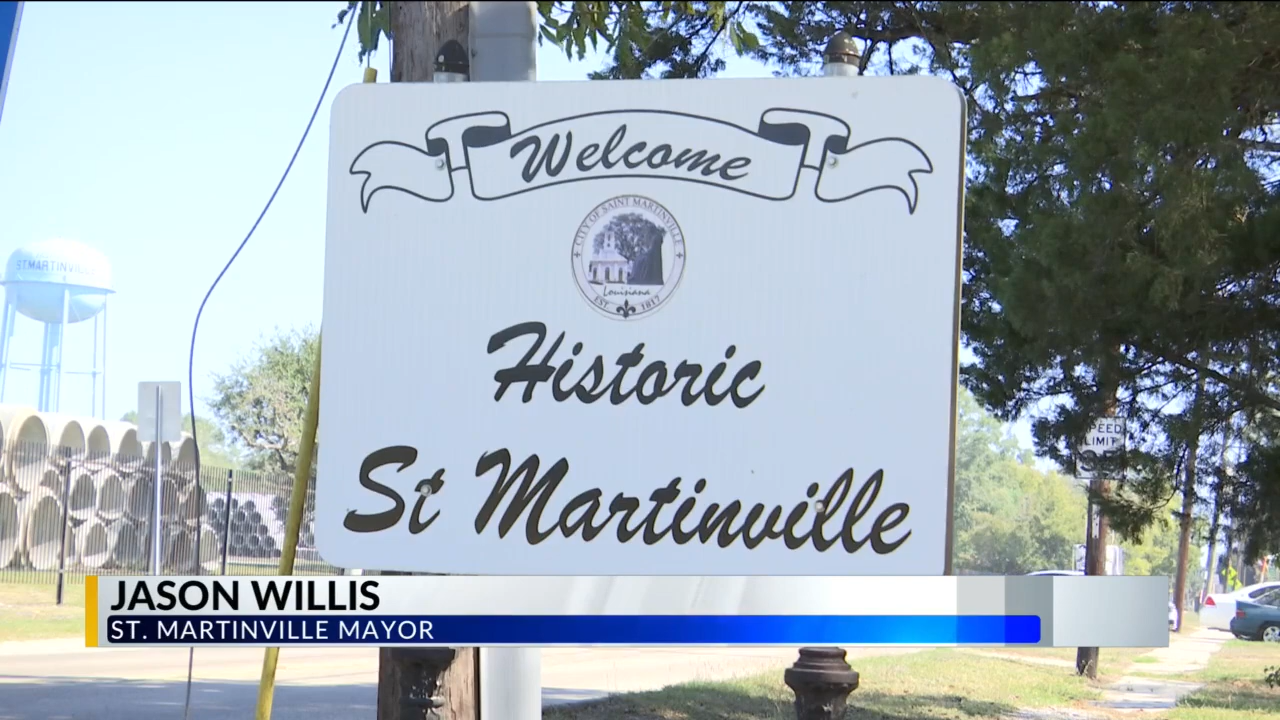 Welcome
CITY OF SAINT MARTINVILLE
Louisiana
EST. 1817
Historic
St Martinville
ST. MARTINVILLE
SPEED
LIMIT
35
JASON WILLIS
ST. MARTINVILLE MAYOR